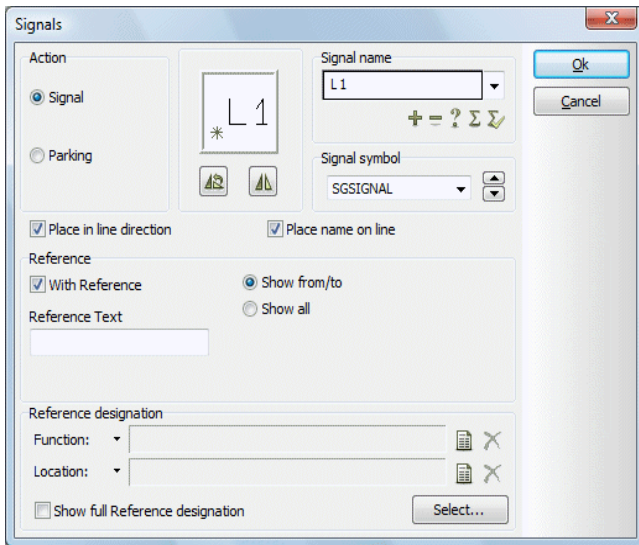 Signals
Action
Signal
Parking
L1
Signal name
L1
Signal symbol
SGSIGNAL
Ok
Cancel
Place in line direction
Place name on line
Reference
With Reference
Show from/to
Show all
Reference Text
Reference designation
Function:
Location:
Show full Reference designation
Select...